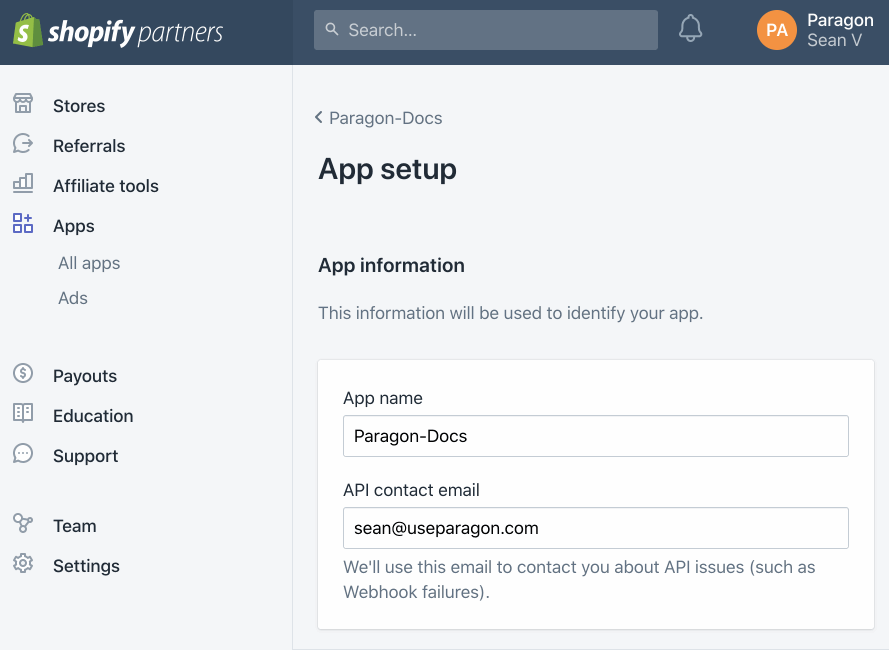 shopify partners
Search...
PA
Paragon
Sean V
Stores
Referrals
Affiliate tools
Apps
All apps
Ads
Payouts
Education
Support
Team
Settings
Paragon-Docs
App setup
App information
This information will be used to identify your app.
App name
Paragon-Docs
API contact email
sean@useparagon.com
We'll use this email to contact you about API issues (such as
Webhook failures).